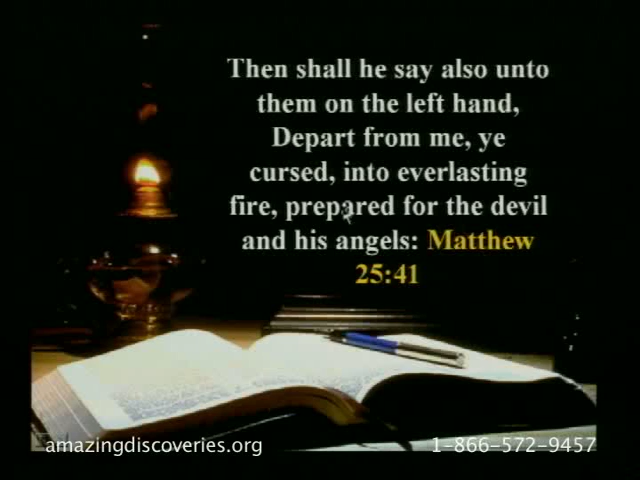 Then shall he say also unto
them on the left hand,
Depart from me, ye
cursed, into everlasting
fire, prepared for the devil
and his angels: Matthew
25:41
amazingdiscoveries.org
1-866-572-9457